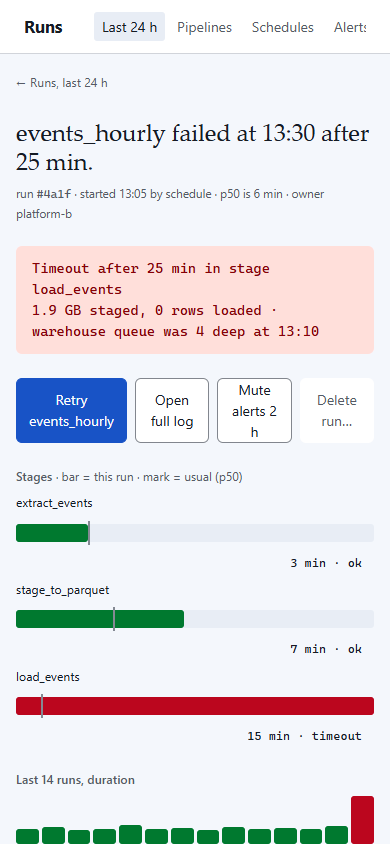 Runs
Last 24 h
Pipelines
Schedules
Alerts
← Runs, last 24 h
events_hourly failed at 13:30 after
25 min.
run #4a1f · started 13:05 by schedule · p50 is 6 min · owner
platform-b
Timeout after 25 min in stage
load_events
1.9 GB staged, 0 rows loaded ·
warehouse queue was 4 deep at 13:10
Retry
events_hourly
Open
full log
Mute
alerts 2
h
Delete
run...
Stages · bar = this run · mark = usual (p50)
extract_events
3 min · ok
stage_to_parquet
7 min · ok
load_events
15 min · timeout
Last 14 runs, duration